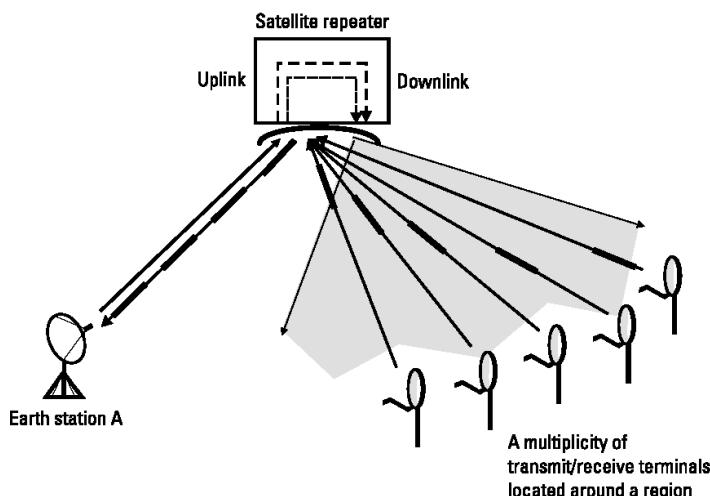 Satellite repeater
Uplink
Downlink
Earth station A
A multiplicity of
transmit/receive terminals
located around a region